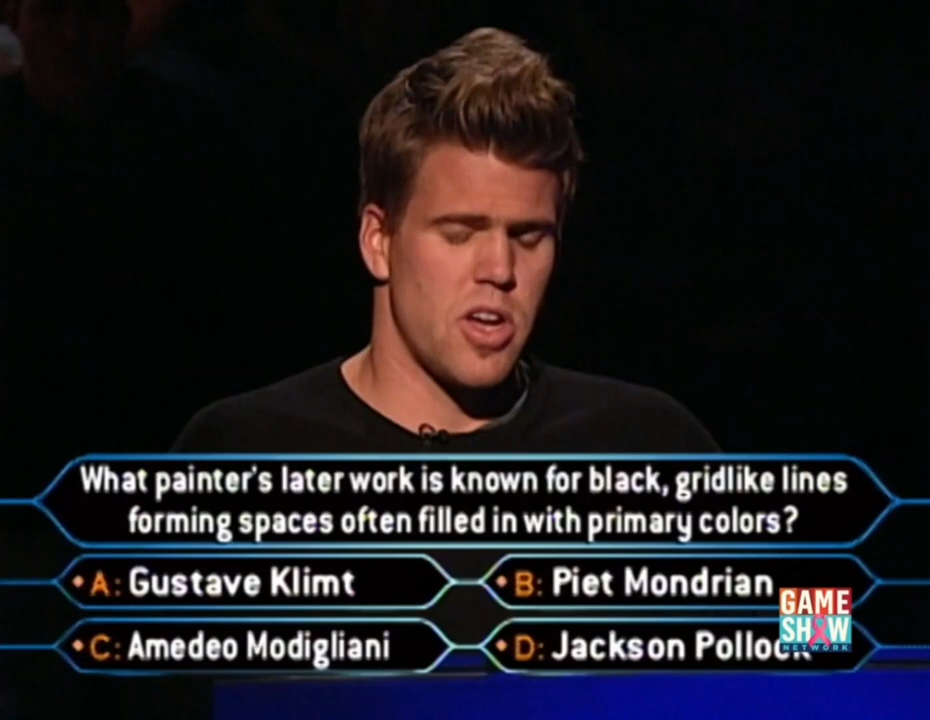 What painter's later work is known for black, gridlike lines
forming spaces often filled in with primary colors?
A: Gustave Klimt
B: Piet Mondrian
C: Amedeo Modigliani
D: Jackson Pollock
GAME
SHOW
NETWORK